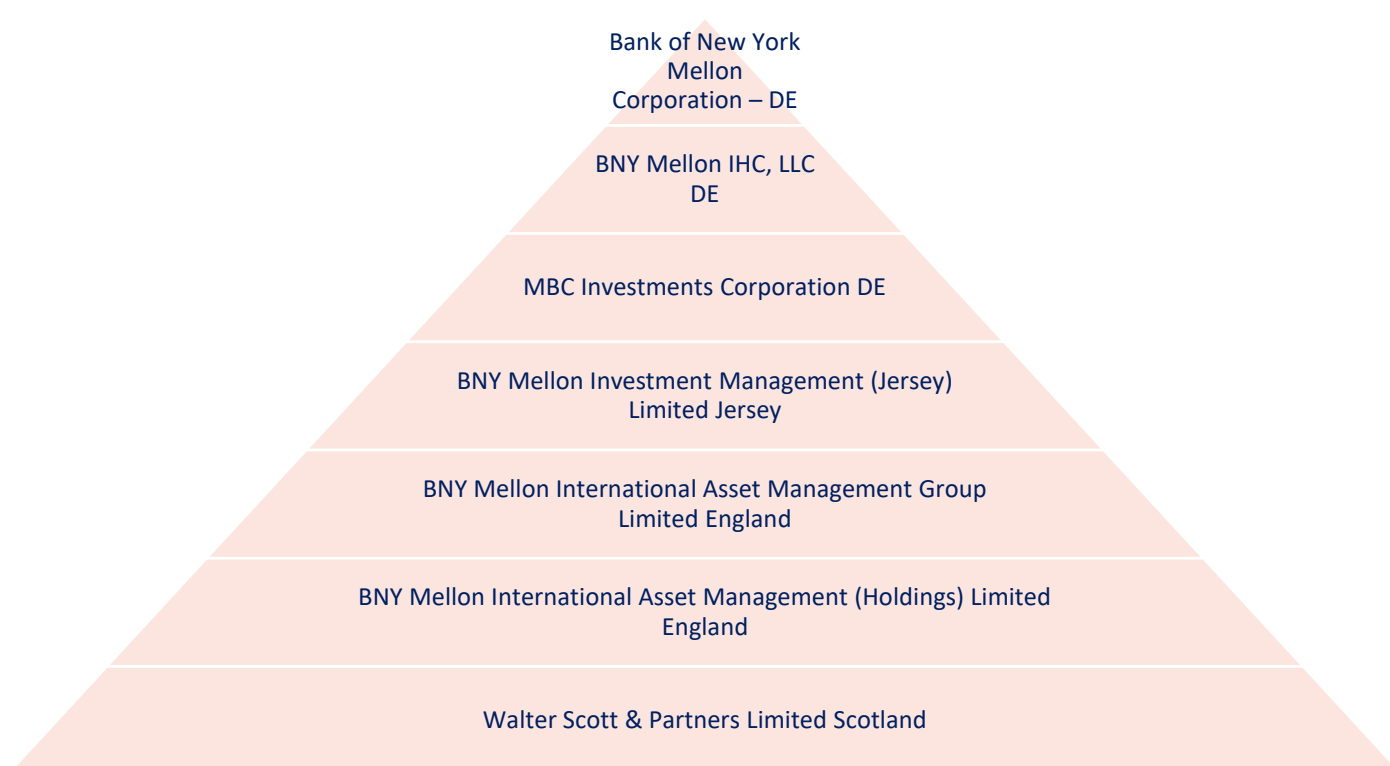 Bank of New York
Mellon
Corporation – DE
BNY Mellon IHC, LLC
DE
MBC Investments Corporation DE
BNY Mellon Investment Management (Jersey)
Limited Jersey
BNY Mellon International Asset Management Group
Limited England
BNY Mellon International Asset Management (Holdings) Limited
England
Walter Scott & Partners Limited Scotland